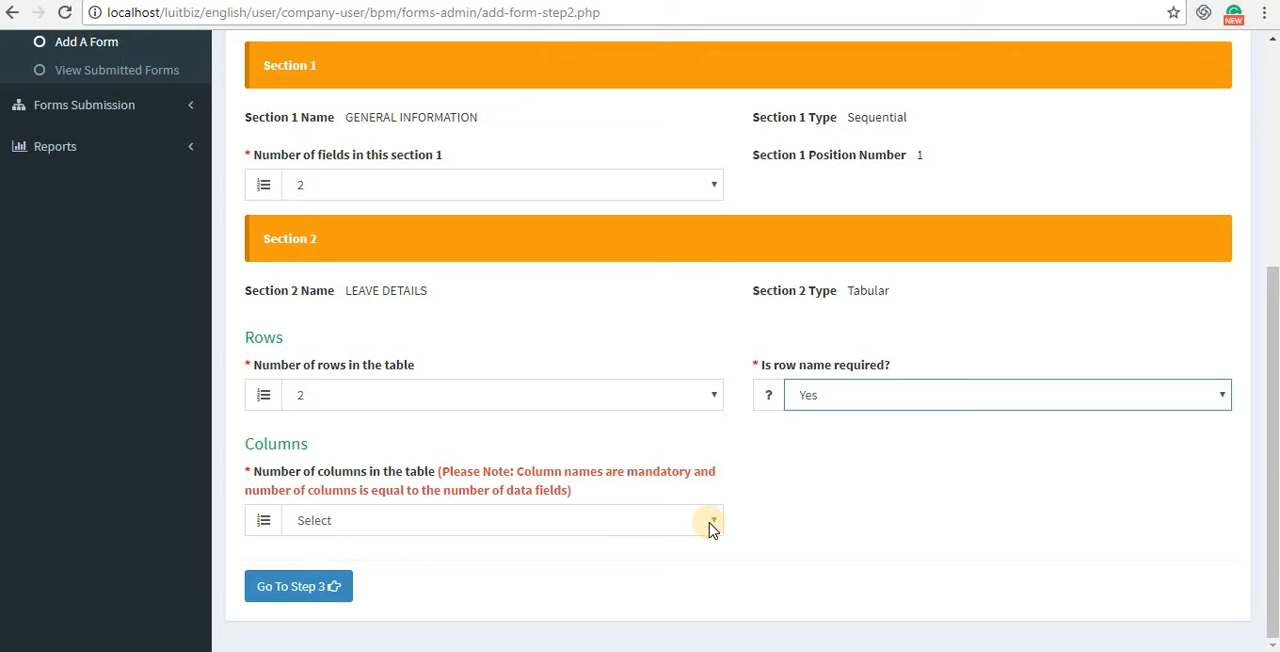 localhost/luitbiz/english/user/company-user/bpm/forms-admin/add-form-step2.php
NEW
Add A Form
View Submitted Forms
Forms Submission
Reports
Section 1
Section 1 Name GENERAL INFORMATION
Section 1 Type Sequential
* Number of fields in this section 1
Section 1 Position Number 1
2
Section 2
Section 2 Name LEAVE DETAILS
Section 2 Type Tabular
Rows
* Number of rows in the table
* Is row name required?
2
? Yes
Columns
* Number of columns in the table (Please Note: Column names are mandatory and
number of columns is equal to the number of data fields)
Select
Go To Step 3